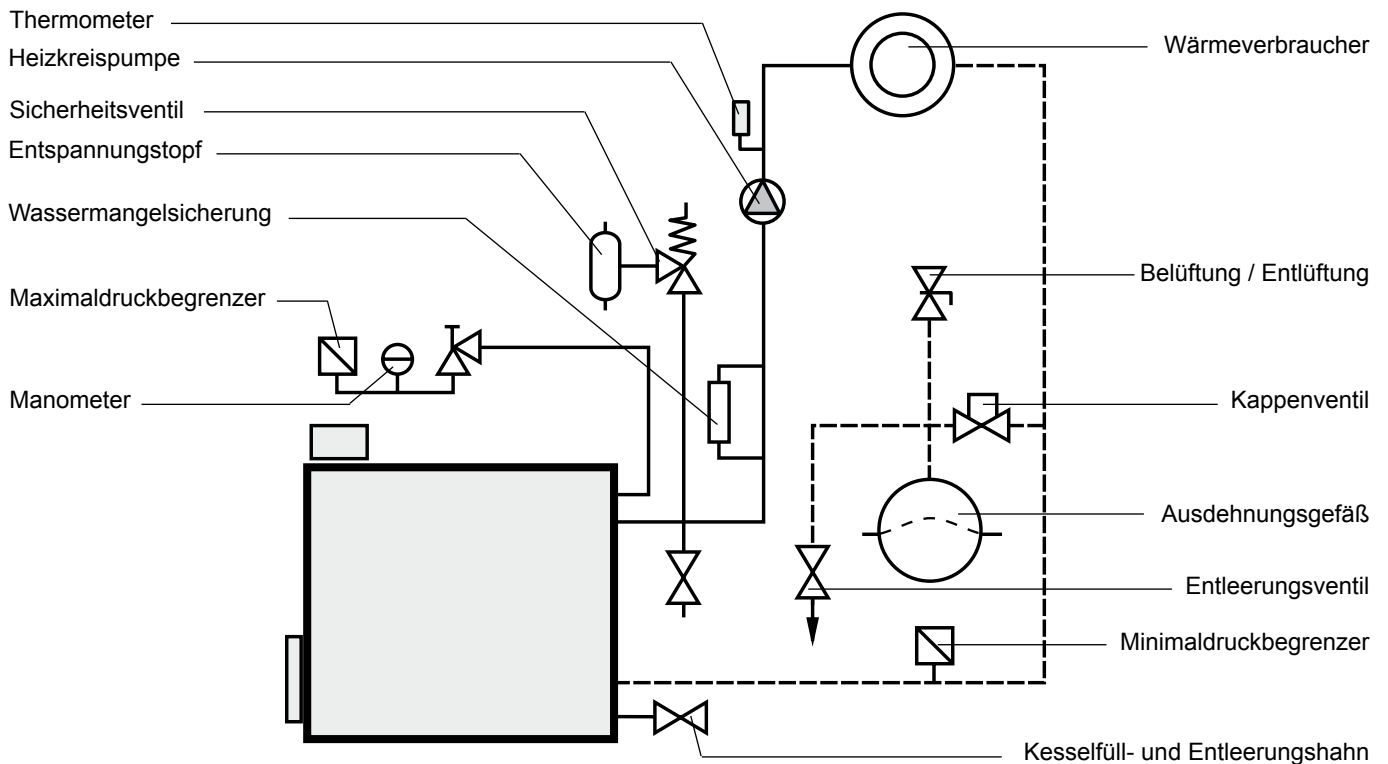 Thermometer
Heizkreispumpe
Sicherheitsventil
Entspannungstopf
Wassermangelsicherung
Maximaldruckbegrenzer
Manometer
Wärmeverbraucher
Belüftung / Entlüftung
Kappenventil
Ausdehnungsgefäß
Entleerungsventil
Minimaldruckbegrenzer
Kesselfüll- und Entleerungshahn